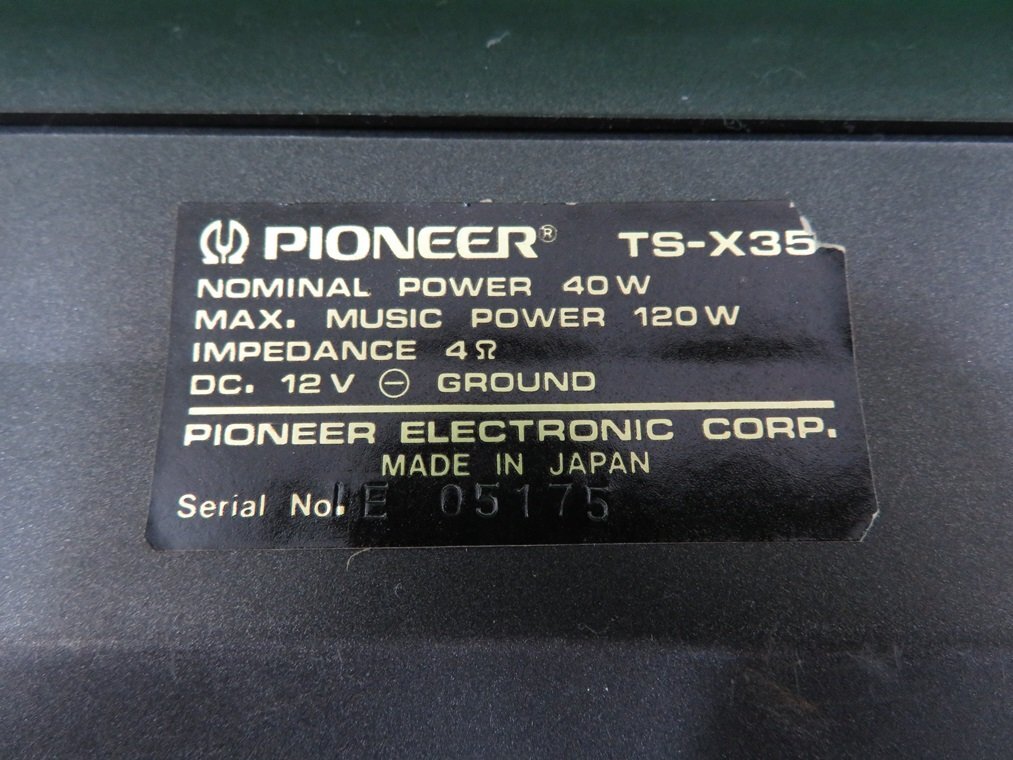 PIONEER® TS-X35
NOMINAL POWER 40W
MAX. MUSIC POWER 120W
IMPEDANCE 4Ω
DC. 12V ⊖ GROUND
PIONEER ELECTRONIC CORP.
MADE IN JAPAN
Serial No. IE 05175